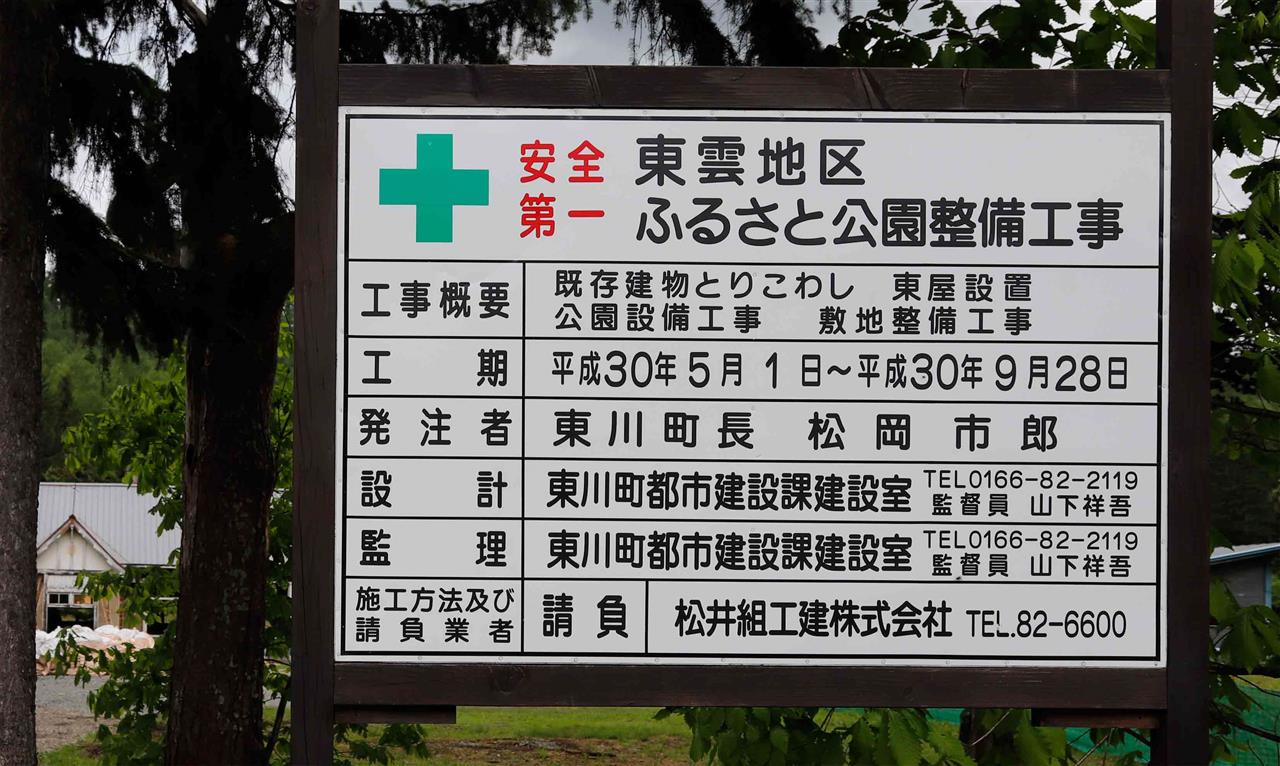 安全 東雲地区
第一 ふるさと公園整備工事
工事概要 既存建物とりこわし 東屋設置
公園設備工事 敷地整備工事
工期 平成30年5月1日〜平成30年9月28日
発注者 東川町長 松岡市郎
設計 東川町都市建設課建設室 TEL0166-82-2119
監督員 山下祥吾
監理 東川町都市建設課建設室 TEL0166-82-2119
監督員 山下祥吾
施工方法及び
請負業者 請負 松井組工建株式会社 TEL.82-6600